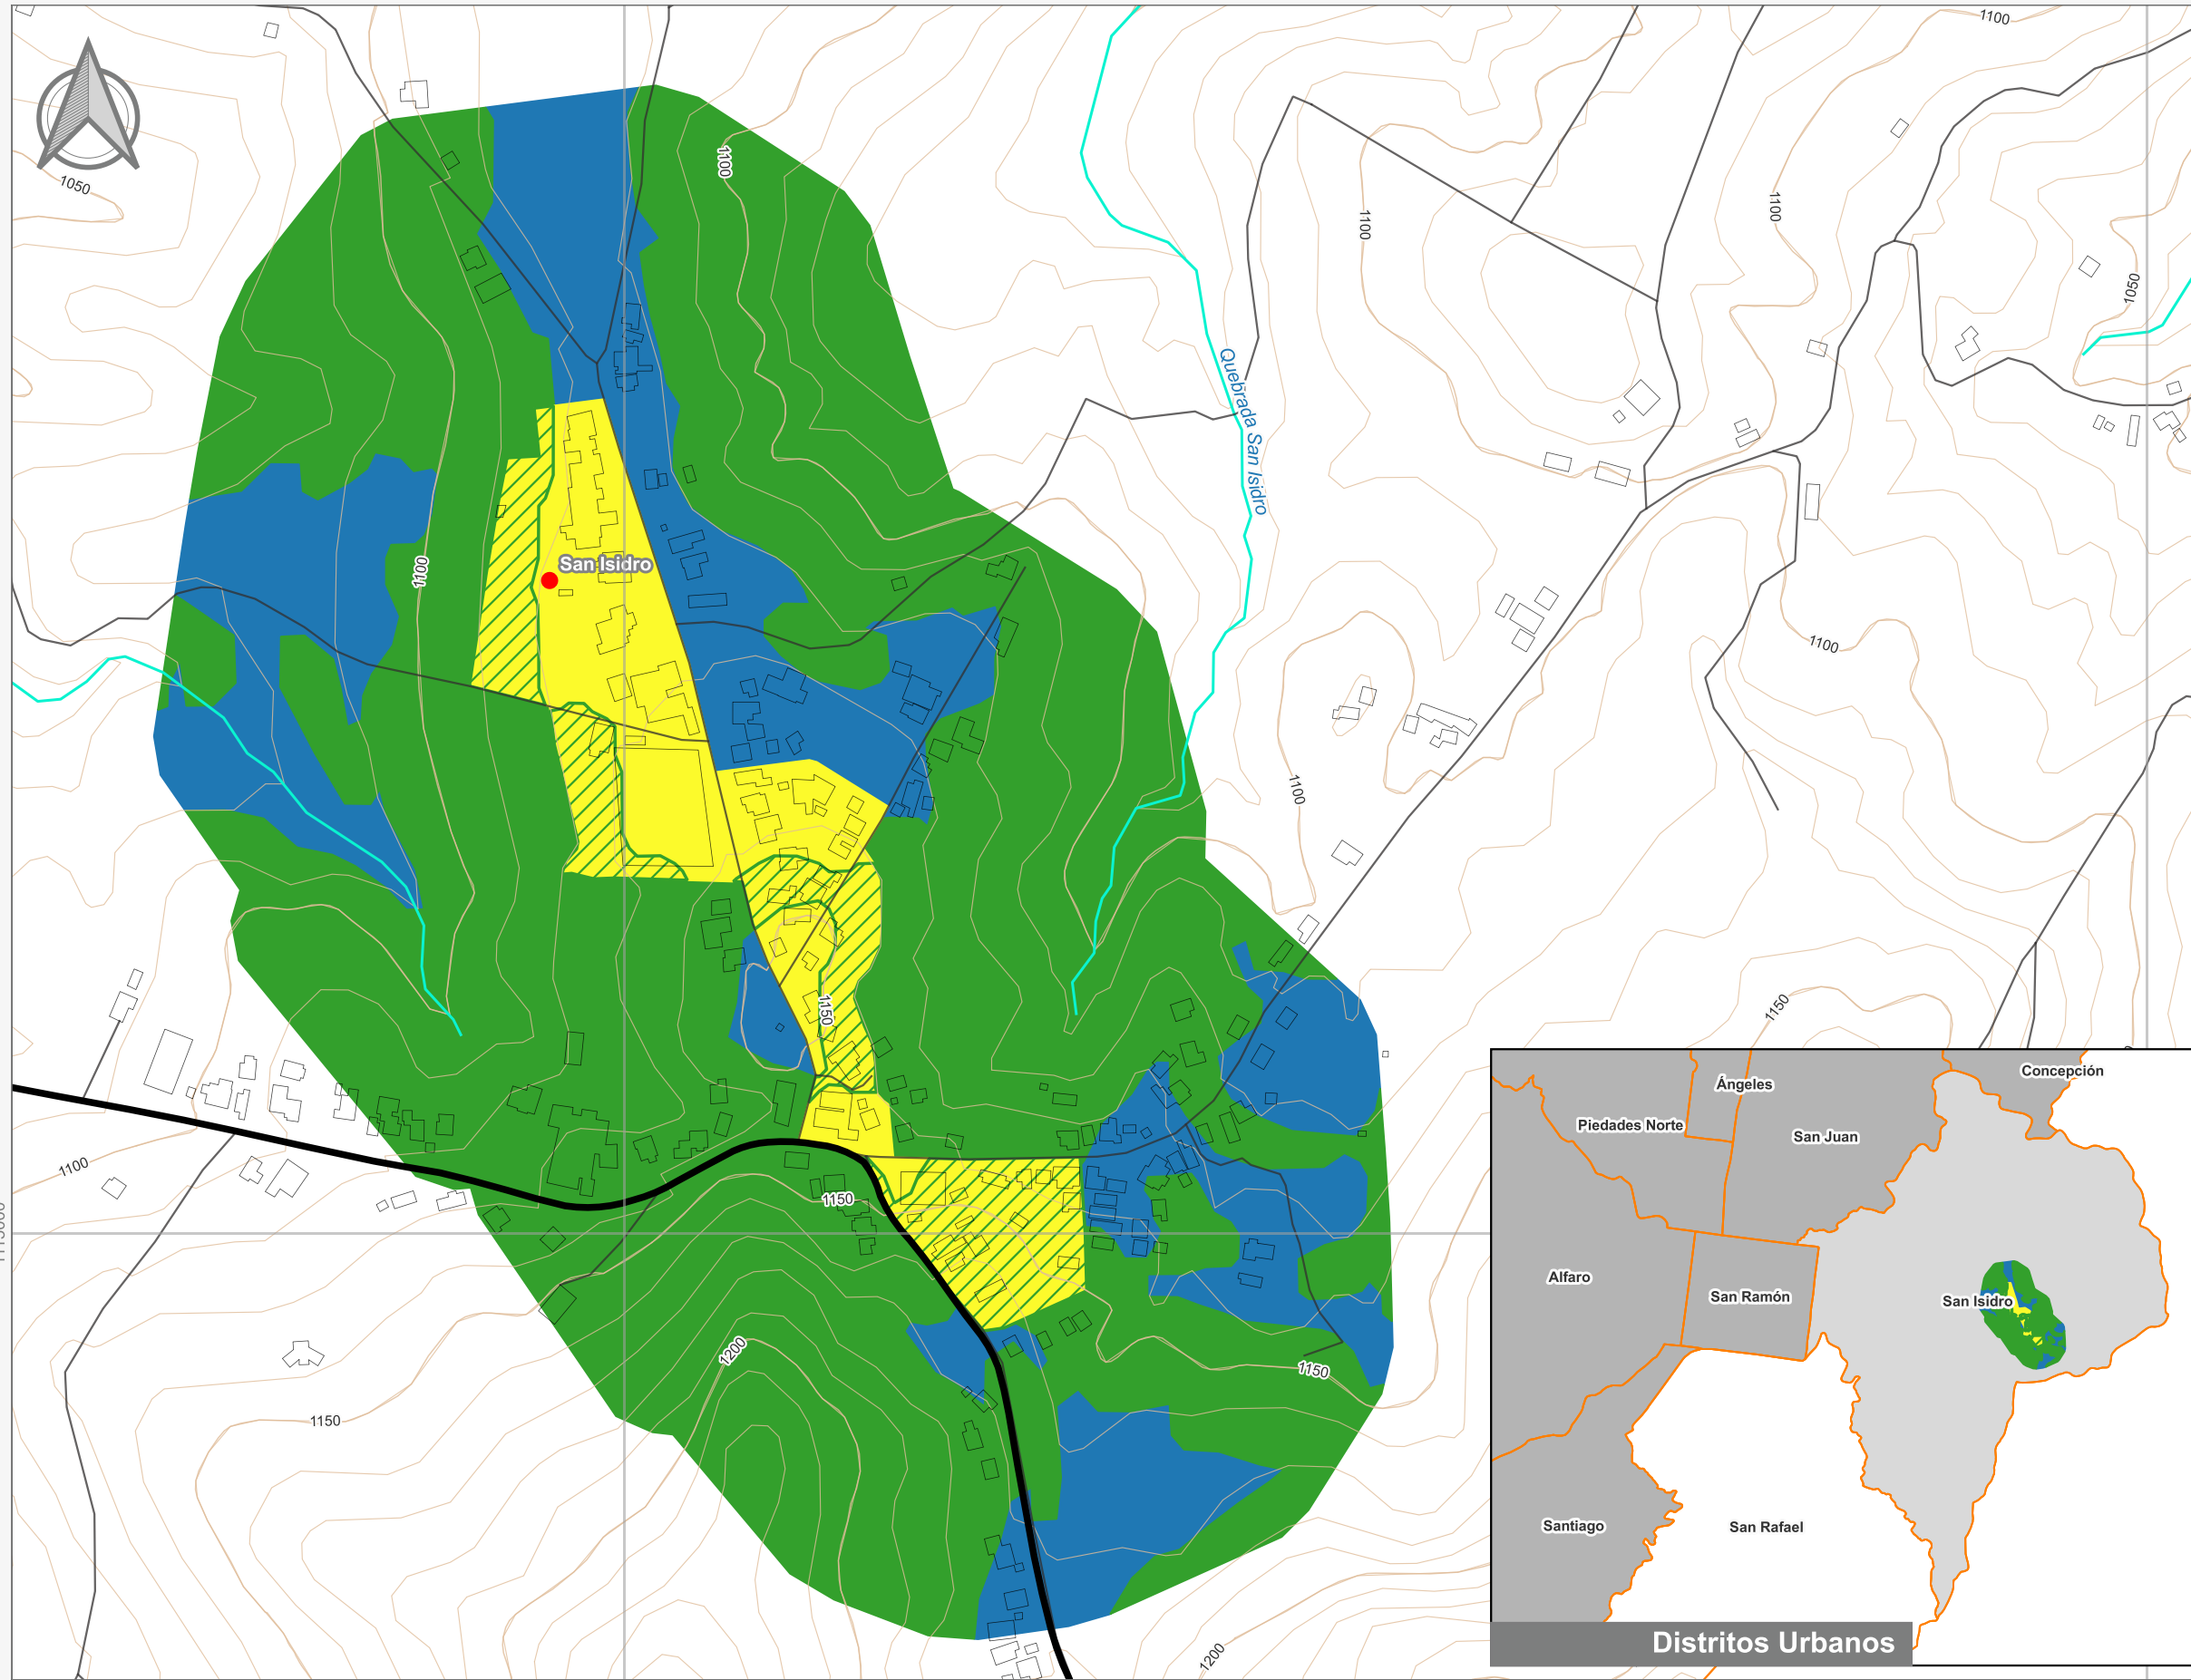 1100
1050
1100
1100
1100
1050
Quebrada San Isidro
1100
San Isidro
1100
1100
1150
1150
1100
1150
1200
1150
1150
1200
Concepción
Ángeles
Piedades Norte
San Juan
Alfaro
San Ramón
San Isidro
Santiago
San Rafael
Distritos Urbanos